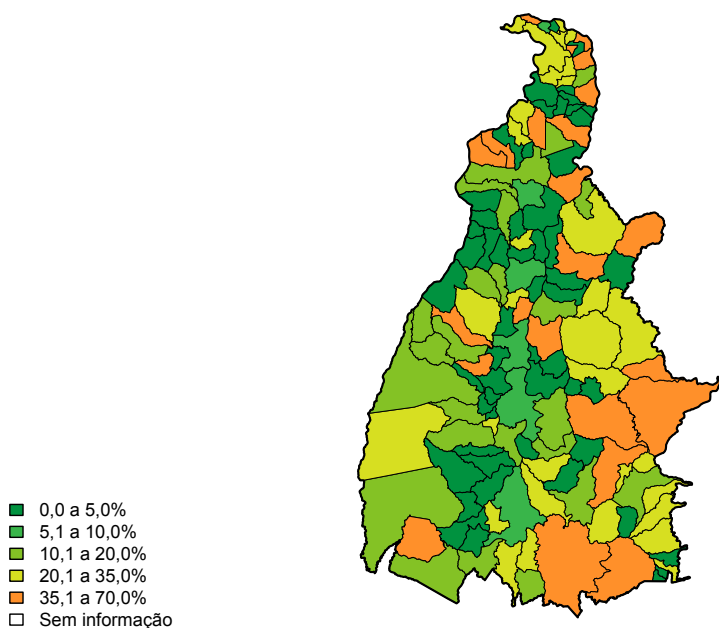 0,0 a 5,0%
5,1 a 10,0%
10,1 a 20,0%
20,1 a 35,0%
35,1 a 70,0%
Sem informação